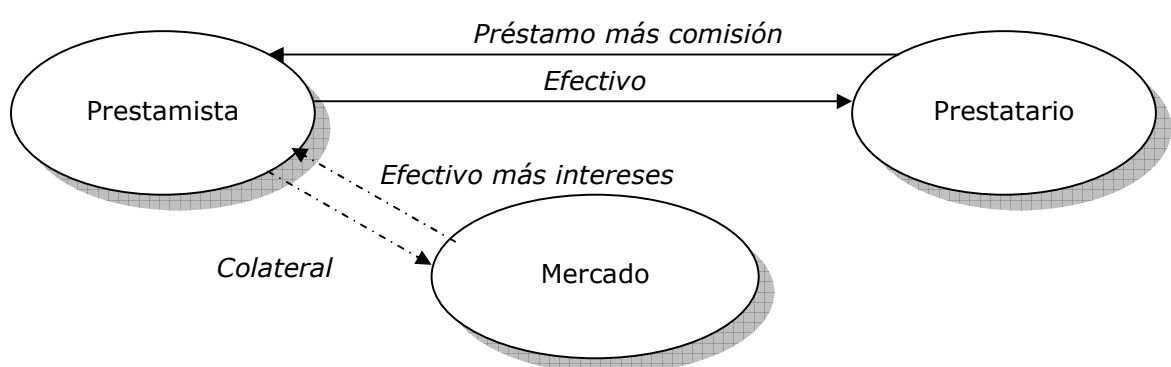 Préstamo más comisión
Efectivo
Prestamista
Prestatario
Efectivo más intereses
Colateral
Mercado